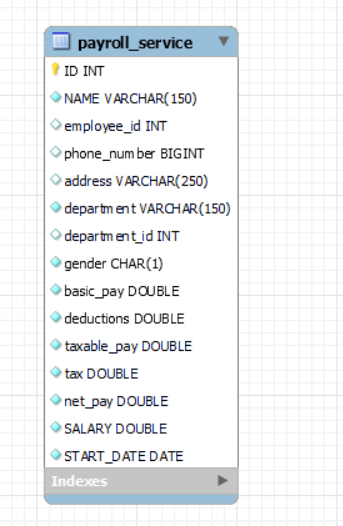 payroll_service
ID INT
NAME VARCHAR(150)
employee_id INT
phone_number BIGINT
address VARCHAR(250)
department VARCHAR(150)
department_id INT
gender CHAR(1)
basic_pay DOUBLE
deductions DOUBLE
taxable_pay DOUBLE
tax DOUBLE
net_pay DOUBLE
SALARY DOUBLE
START_DATE DATE
Indexes